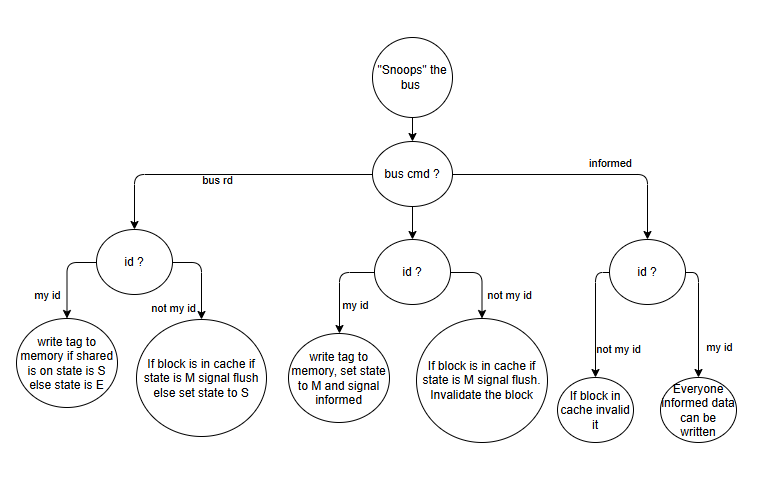 "Snoops" the
bus
bus cmd ?
bus rd
informed
id ?
id ?
id ?
my id
not my id
my id
not my id
not my id
my id
write tag to
memory if shared
is on state is S
else state is E
If block is in cache if
state is M signal flush
else set state to S
write tag to
memory, set state
to M and signal
informed
If block is in cache if
state is M signal flush.
Invalidate the block
If block in
cache invalid
it
Everyone
informed data
can be
written